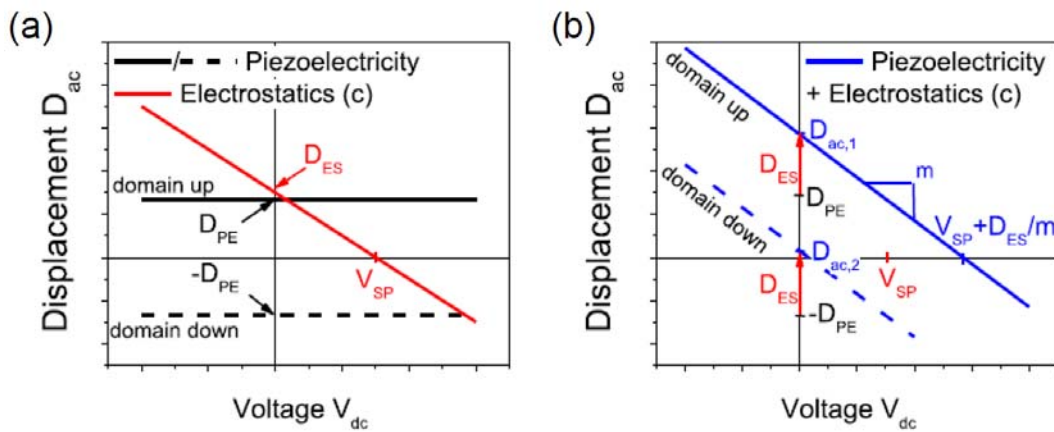 (a)
Piezoelectricity
Electrostatics (c)
D_ES
domain up
D_PE
-D_PE
V_SP
domain down
Displacement D_ac
Voltage V_dc
(b)
Piezoelectricity
+ Electrostatics (c)
domain up
D_ac,1
D_ES
m
D_PE
V_SP+D_ES/m
domain down
D_ac,2
V_SP
D_ES
-D_PE
Displacement D_ac
Voltage V_dc